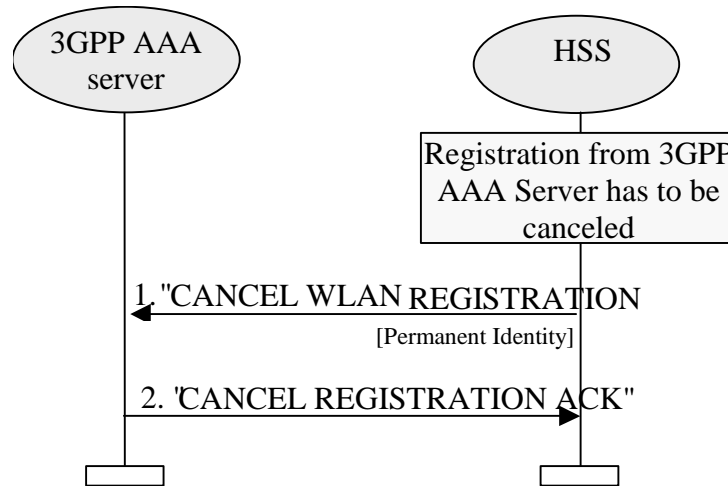 3GPP AAA
server
HSS
Registration from 3GPP
AAA Server has to be
canceled
1. "CANCEL WLAN REGISTRATION
[Permanent Identity]
2. "CANCEL REGISTRATION ACK"